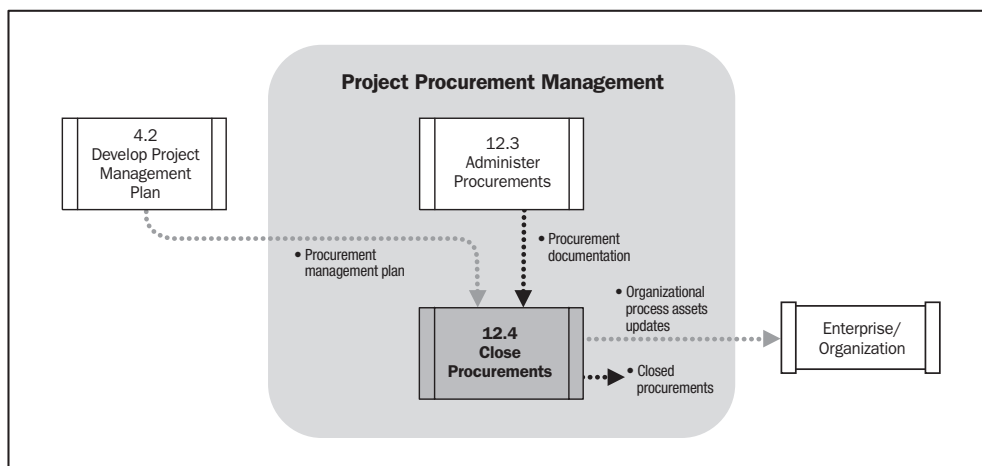 Project Procurement Management
4.2
Develop Project
Management
Plan
12.3
Administer
Procurements
• Procurement
management plan
• Procurement
documentation
• Organizational
process assets
updates
12.4
Close
Procurements
Enterprise/
Organization
• Closed
procurements